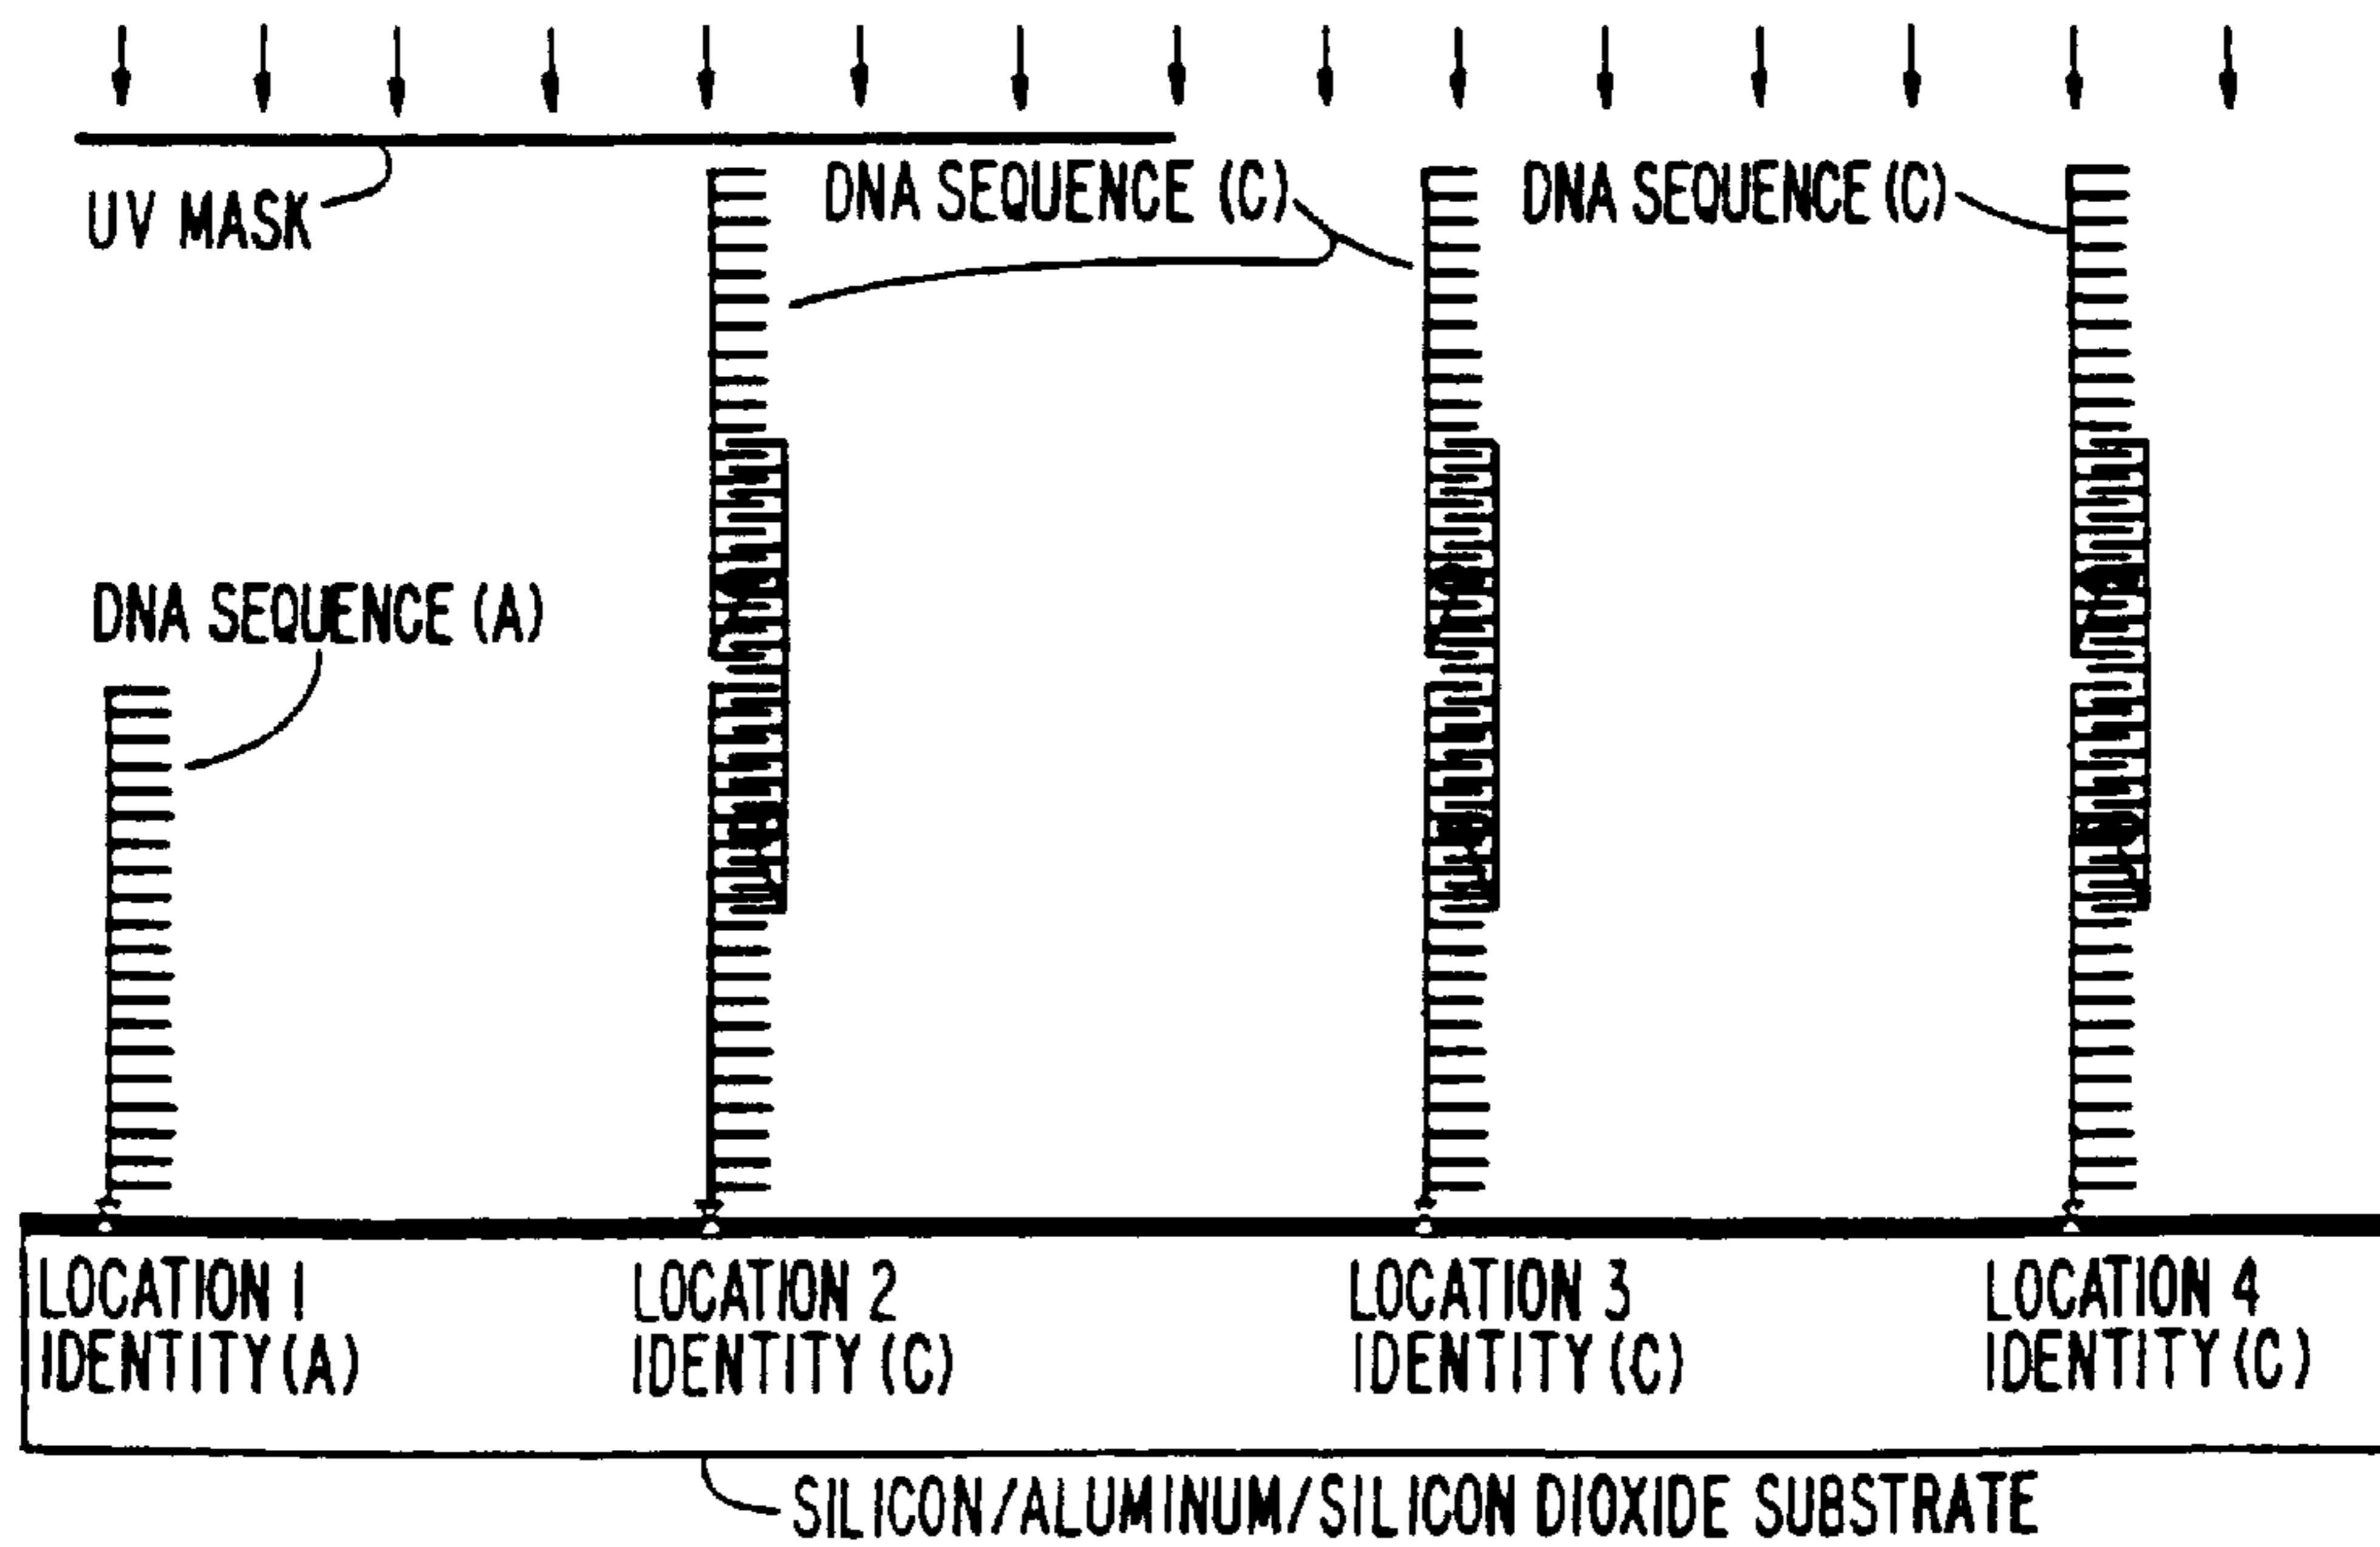 UV MASK
DNA SEQUENCE (C)
DNA SEQUENCE (C)
DNA SEQUENCE (A)
LOCATION 1
IDENTITY (A)
LOCATION 2
IDENTITY (C)
LOCATION 3
IDENTITY (C)
LOCATION 4
IDENTITY (C)
SILICON/ALUMINUM/SILICON DIOXIDE SUBSTRATE